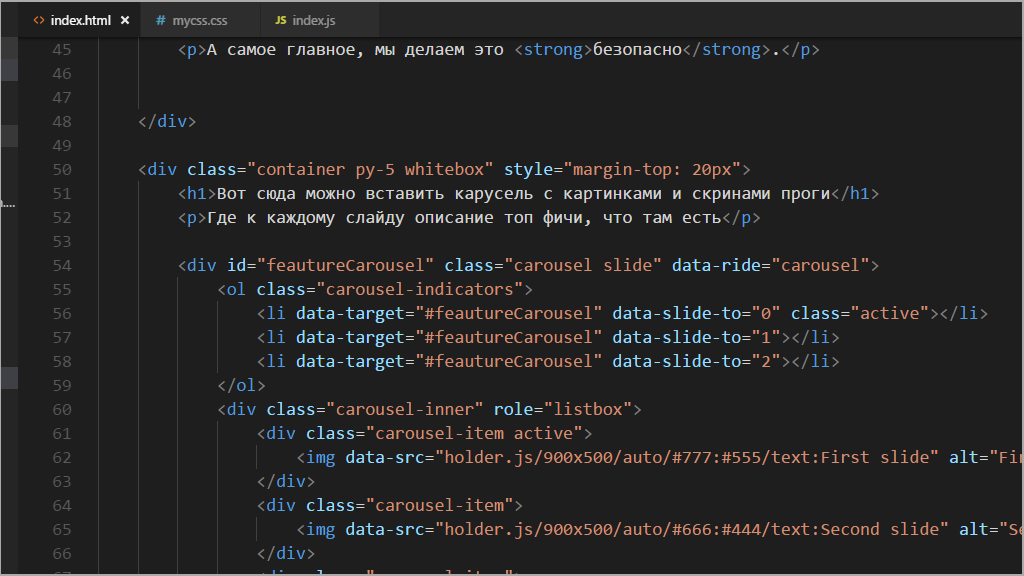 <> index.html ×
# mycss.css
JS index.js
45 <p>А самое главное, мы делаем это <strong>безопасно</strong>.</p>
46
47
48 </div>
49
50 <div class="container py-5 whitebox" style="margin-top: 20px">
51 <h1>Вот сюда можно вставить карусель с картинками и скринами проги</h1>
52 <p>Где к каждому слайду описание топ фичи, что там есть</p>
53
54 <div id="feautureCarousel" class="carousel slide" data-ride="carousel">
55 <ol class="carousel-indicators">
56 <li data-target="#feautureCarousel" data-slide-to="0" class="active"></li>
57 <li data-target="#feautureCarousel" data-slide-to="1"></li>
58 <li data-target="#feautureCarousel" data-slide-to="2"></li>
59 </ol>
60 <div class="carousel-inner" role="listbox">
61 <div class="carousel-item active">
62 <img data-src="holder.js/900x500/auto/#777:#555/text:First slide" alt="Fir
63 </div>
64 <div class="carousel-item">
65 <img data-src="holder.js/900x500/auto/#666:#444/text:Second slide" alt="Se
66 </div>